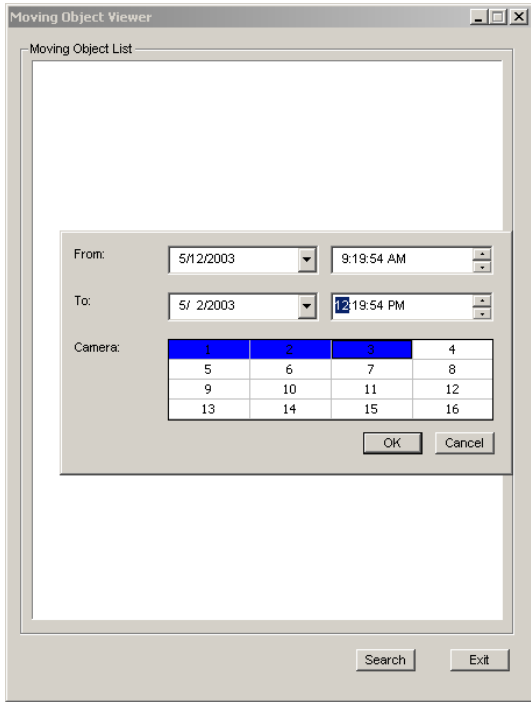 Moving Object Viewer
Moving Object List
From: 5/12/2003 9:19:54 AM
To: 5/ 2/2003 12:19:54 PM
Camera: 1 2 3 4
5 6 7 8
9 10 11 12
13 14 15 16
OK Cancel
Search Exit